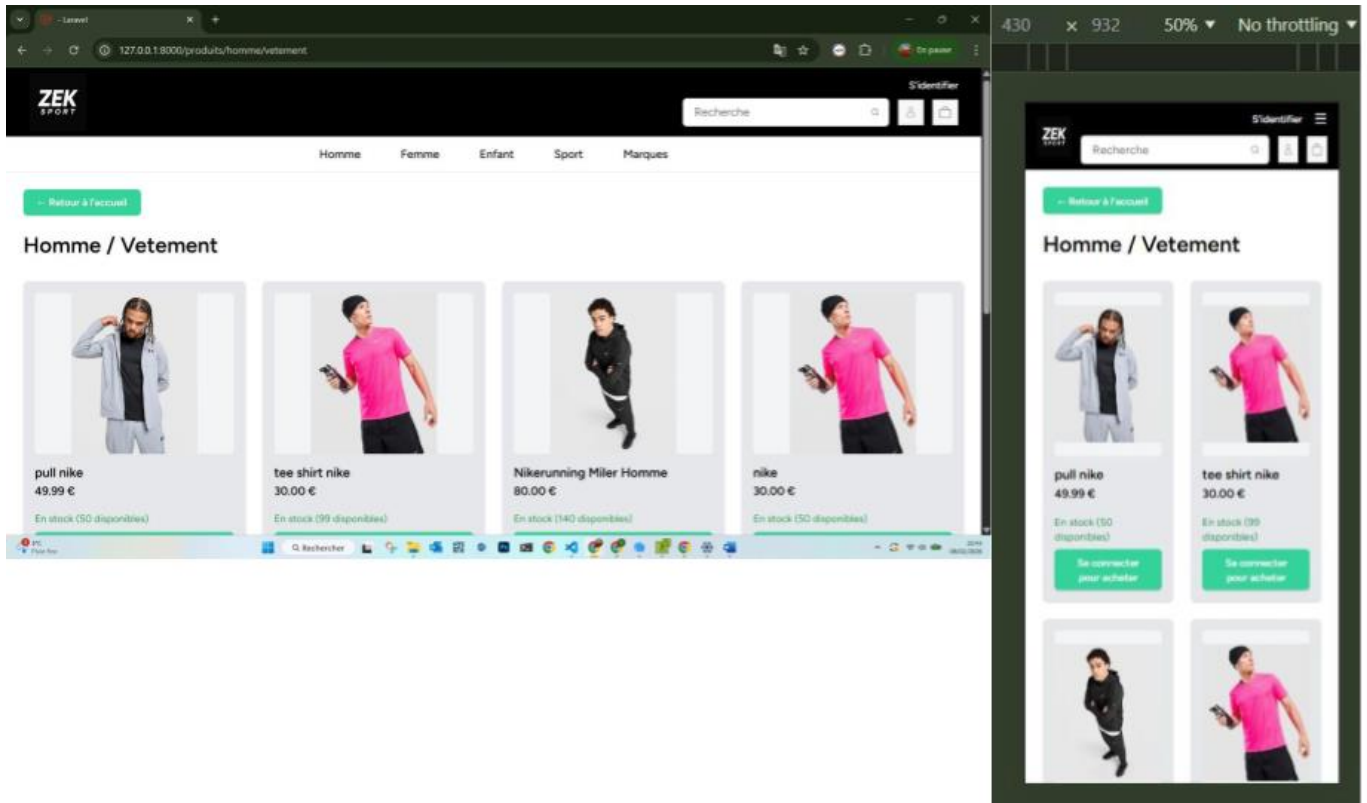 - Laravel
127.0.0.1:8000/produits/homme/vetement
En pause
ZEK
SPORT
S'identifier
Recherche
Homme Femme Enfant Sport Marques
← Retour à l'accueil
Homme / Vetement
pull nike
49.99 €
En stock (50 disponibles)
tee shirt nike
30.00 €
En stock (99 disponibles)
Nikerunning Miler Homme
80.00 €
En stock (140 disponibles)
nike
30.00 €
En stock (50 disponibles)
Rechercher
430 × 932 50% ▼ No throttling ▼
ZEK
SPORT
S'identifier ☰
Recherche
← Retour à l'accueil
Homme / Vetement
pull nike
49.99 €
En stock (50
disponibles)
Se connecter
pour acheter
tee shirt nike
30.00 €
En stock (99
disponibles)
Se connecter
pour acheter